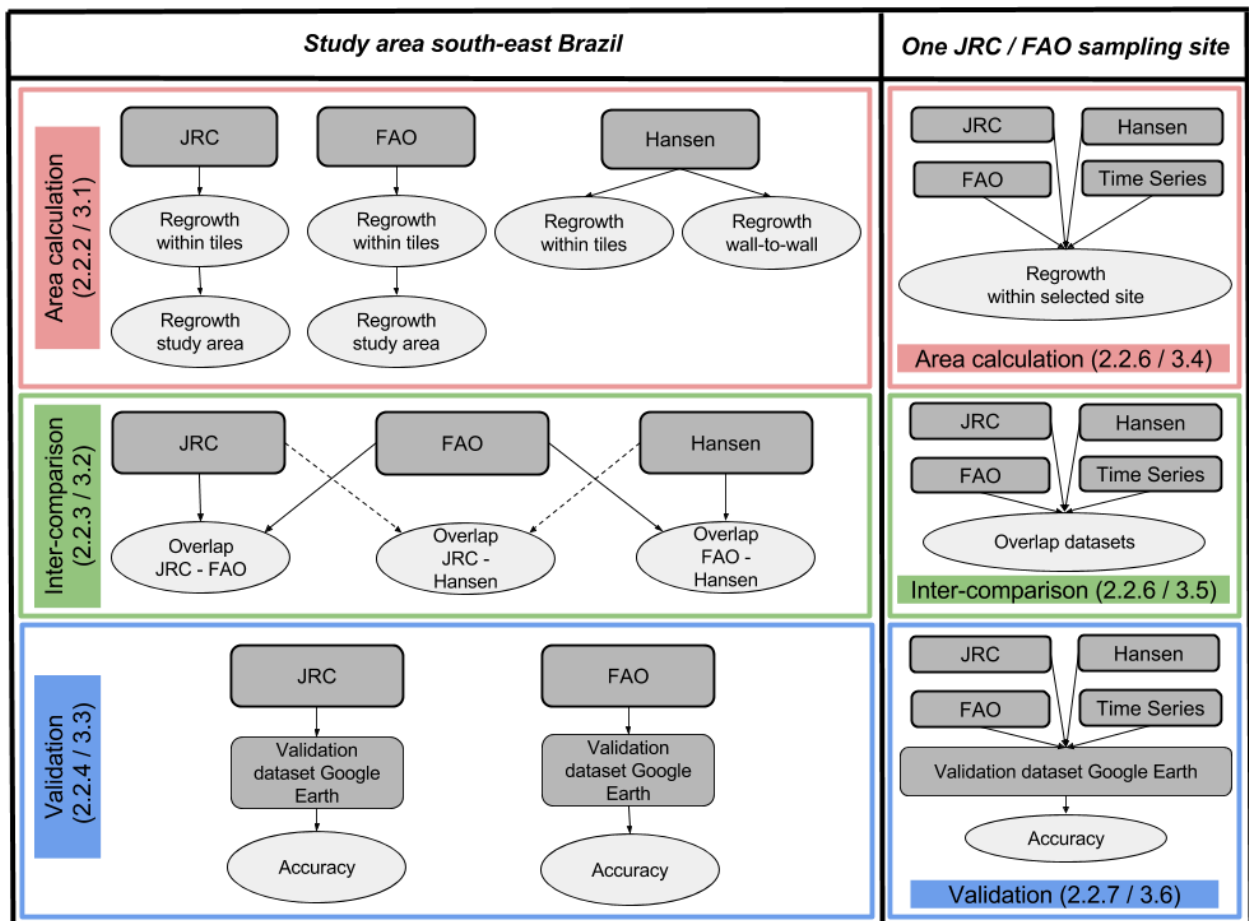 Study area south-east Brazil
One JRC / FAO sampling site
Area calculation
(2.2.2 / 3.1)
JRC
FAO
Hansen
Regrowth
within tiles
Regrowth
within tiles
Regrowth
within tiles
Regrowth
wall-to-wall
Regrowth
study area
Regrowth
study area
JRC
Hansen
FAO
Time Series
Regrowth
within selected site
Area calculation (2.2.6 / 3.4)
Inter-comparison
(2.2.3 / 3.2)
JRC
FAO
Hansen
Overlap
JRC - FAO
Overlap
JRC -
Hansen
Overlap
FAO -
Hansen
JRC
Hansen
FAO
Time Series
Overlap datasets
Inter-comparison (2.2.6 / 3.5)
Validation
(2.2.4 / 3.3)
JRC
FAO
Validation
dataset Google
Earth
Validation
dataset Google
Earth
Accuracy
Accuracy
JRC
Hansen
FAO
Time Series
Validation dataset Google Earth
Accuracy
Validation (2.2.7 / 3.6)